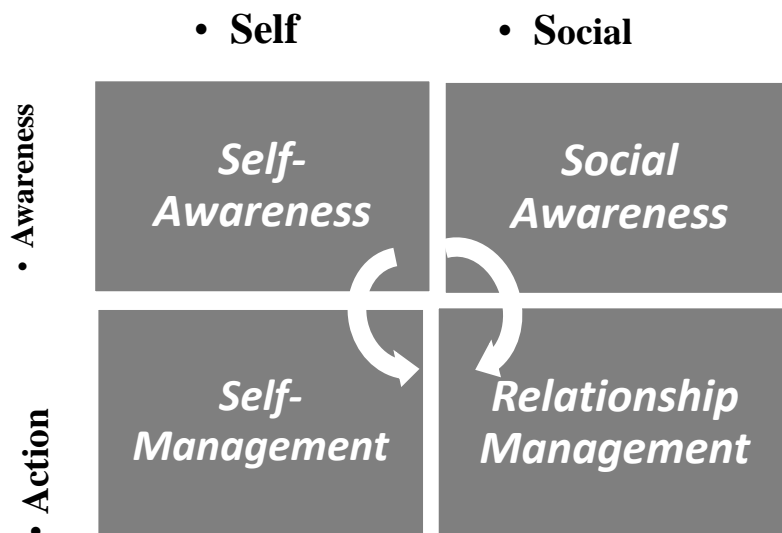 • Self
• Social
• Awareness
Self-
Awareness
Social
Awareness
• Action
Self-
Management
Relationship
Management